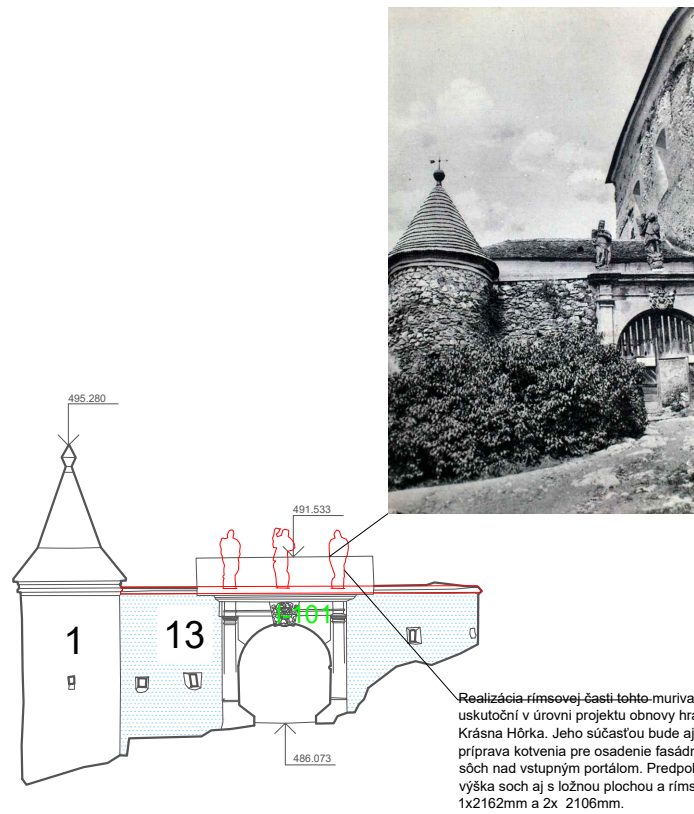 495.280
491.533
P101
1
13
486.073
Realizácia rímsovej časti tohto muriva
uskutoční v úrovni projektu obnovy hra
Krásna Hôrka. Jeho súčasťou bude aj
príprava kotvenia pre osadenie fasádn
sôch nad vstupným portálom. Predpol
výška soch aj s ložnou plochou a ríms
1x2162mm a 2x 2106mm.